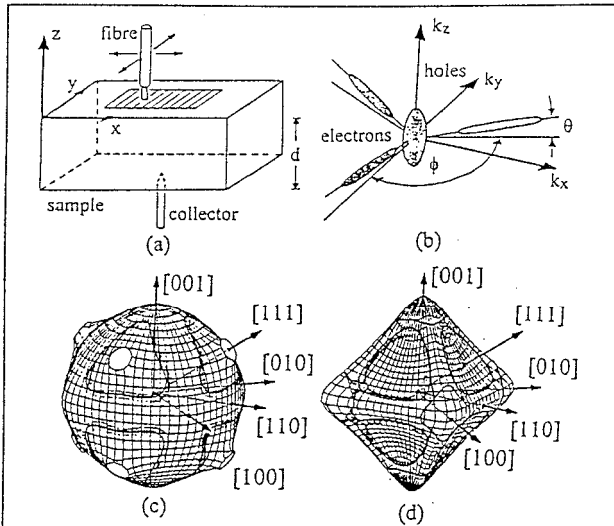 z
fibre
y
x
d
sample
collector
(a)
k_z
holes
k_y
electrons
θ
ϕ
k_x
(b)
[001]
[111]
[010]
[110]
[100]
(c)
[001]
[111]
[010]
[110]
[100]
(d)